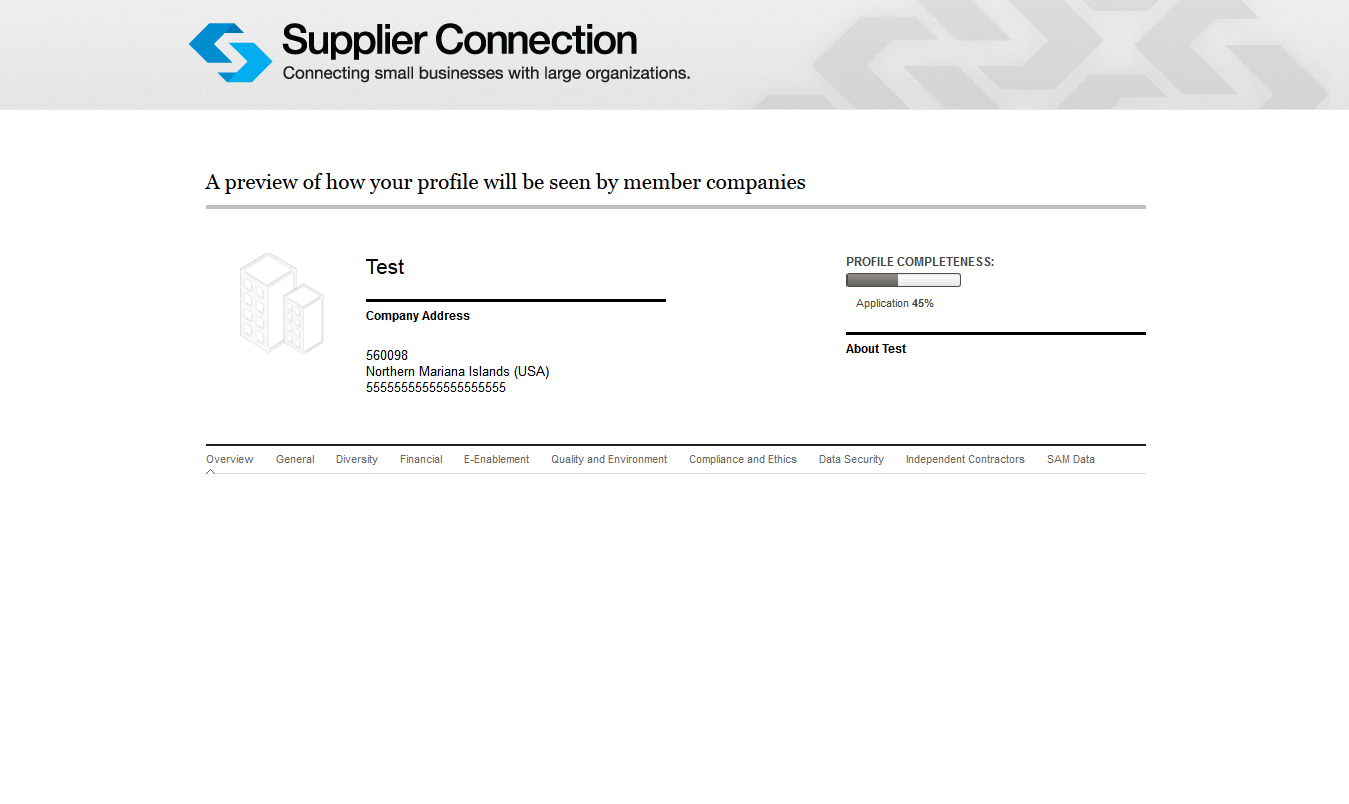 Supplier Connection
Connecting small businesses with large organizations.
A preview of how your profile will be seen by member companies
Test
Company Address
560098
Northern Mariana Islands (USA)
55555555555555555555
PROFILE COMPLETENESS:
Application 45%
About Test
Overview General Diversity Financial E-Enablement Quality and Environment Compliance and Ethics Data Security Independent Contractors SAM Data